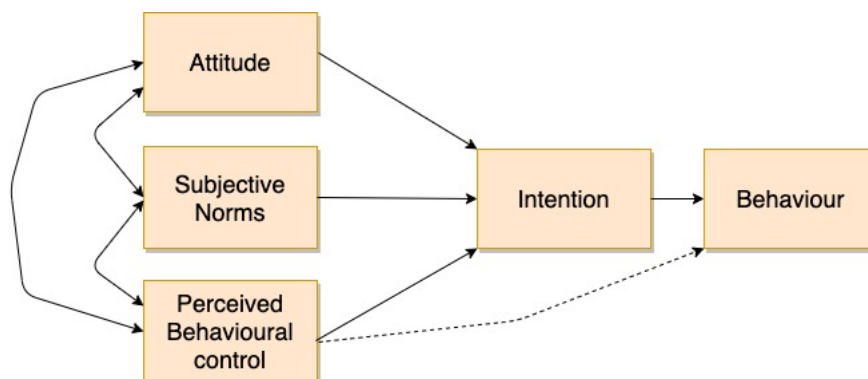 Attitude
Subjective
Norms
Perceived
Behavioural
control
Intention
Behaviour